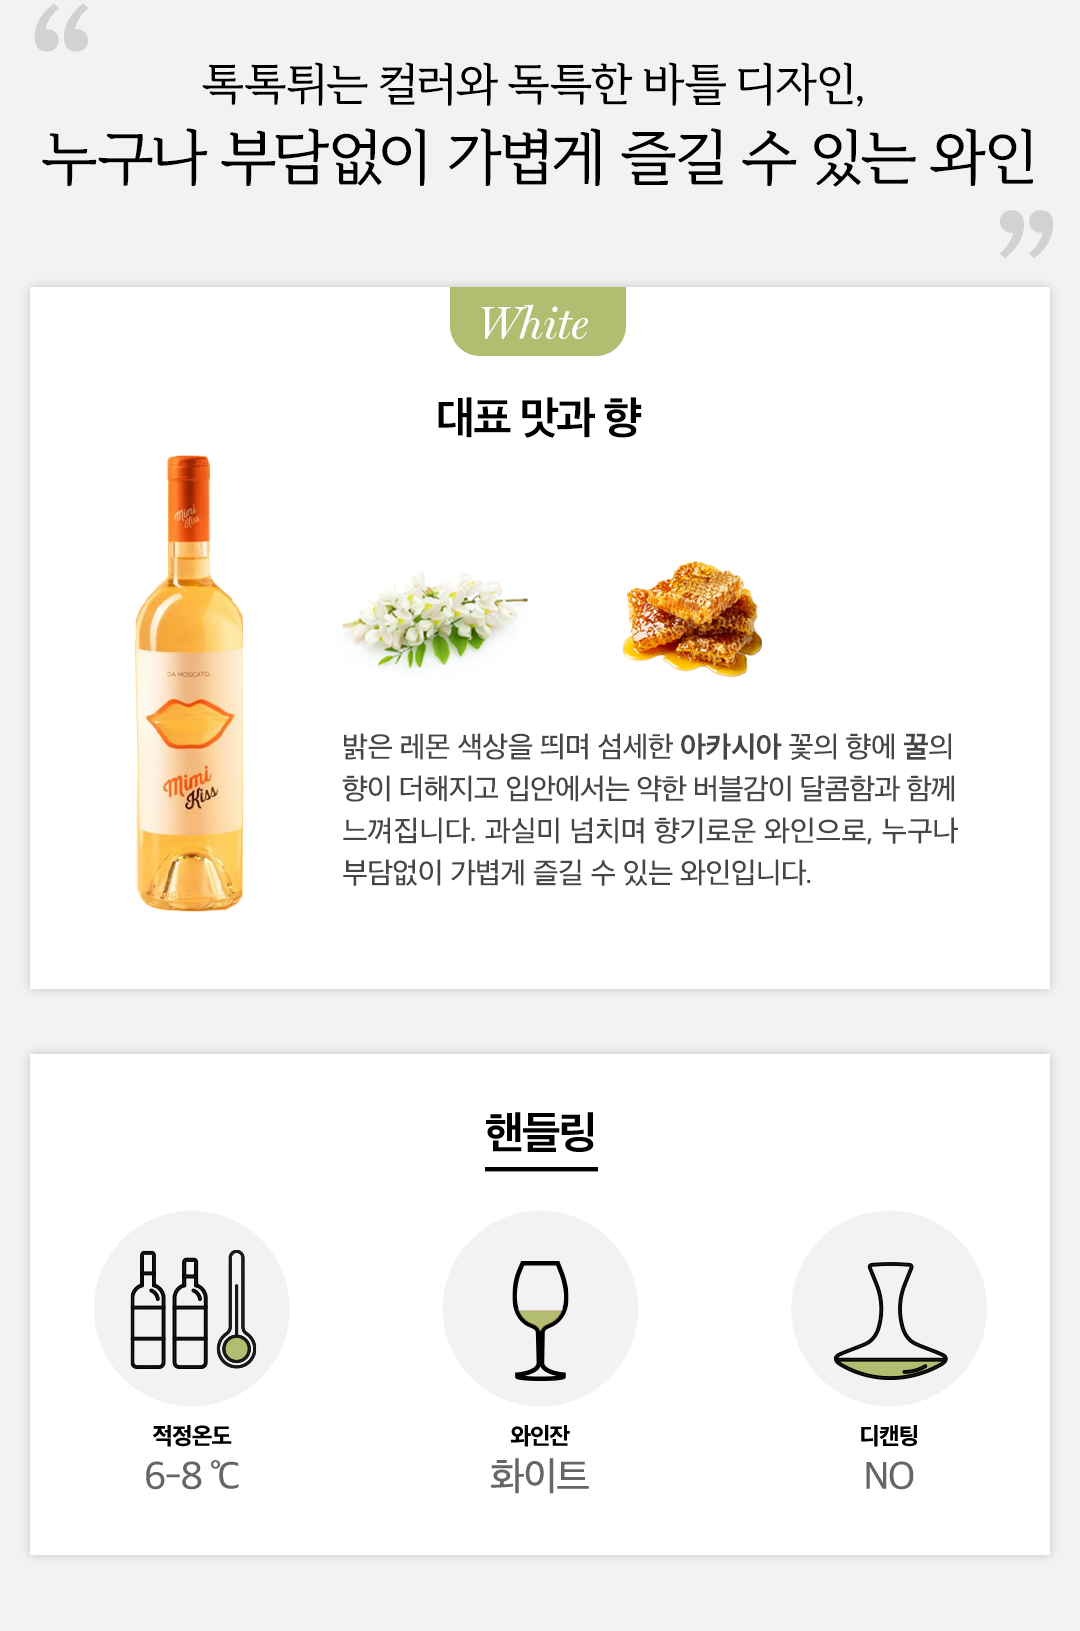 “
톡톡튀는 컬러와 독특한 바틀 디자인,
누구나 부담없이 가볍게 즐길 수 있는 와인
”
White
대표 맛과 향
Mimi
Kiss
DA MOSCATO
Mimi
Kiss
밝은 레몬 색상을 띄며 섬세한 아카시아 꽃의 향에 꿀의
향이 더해지고 입안에서는 약한 버블감이 달콤함과 함께
느껴집니다. 과실미 넘치며 향기로운 와인으로, 누구나
부담없이 가볍게 즐길 수 있는 와인입니다.
핸들링
적정온도
6-8 ℃
와인잔
화이트
디캔팅
NO